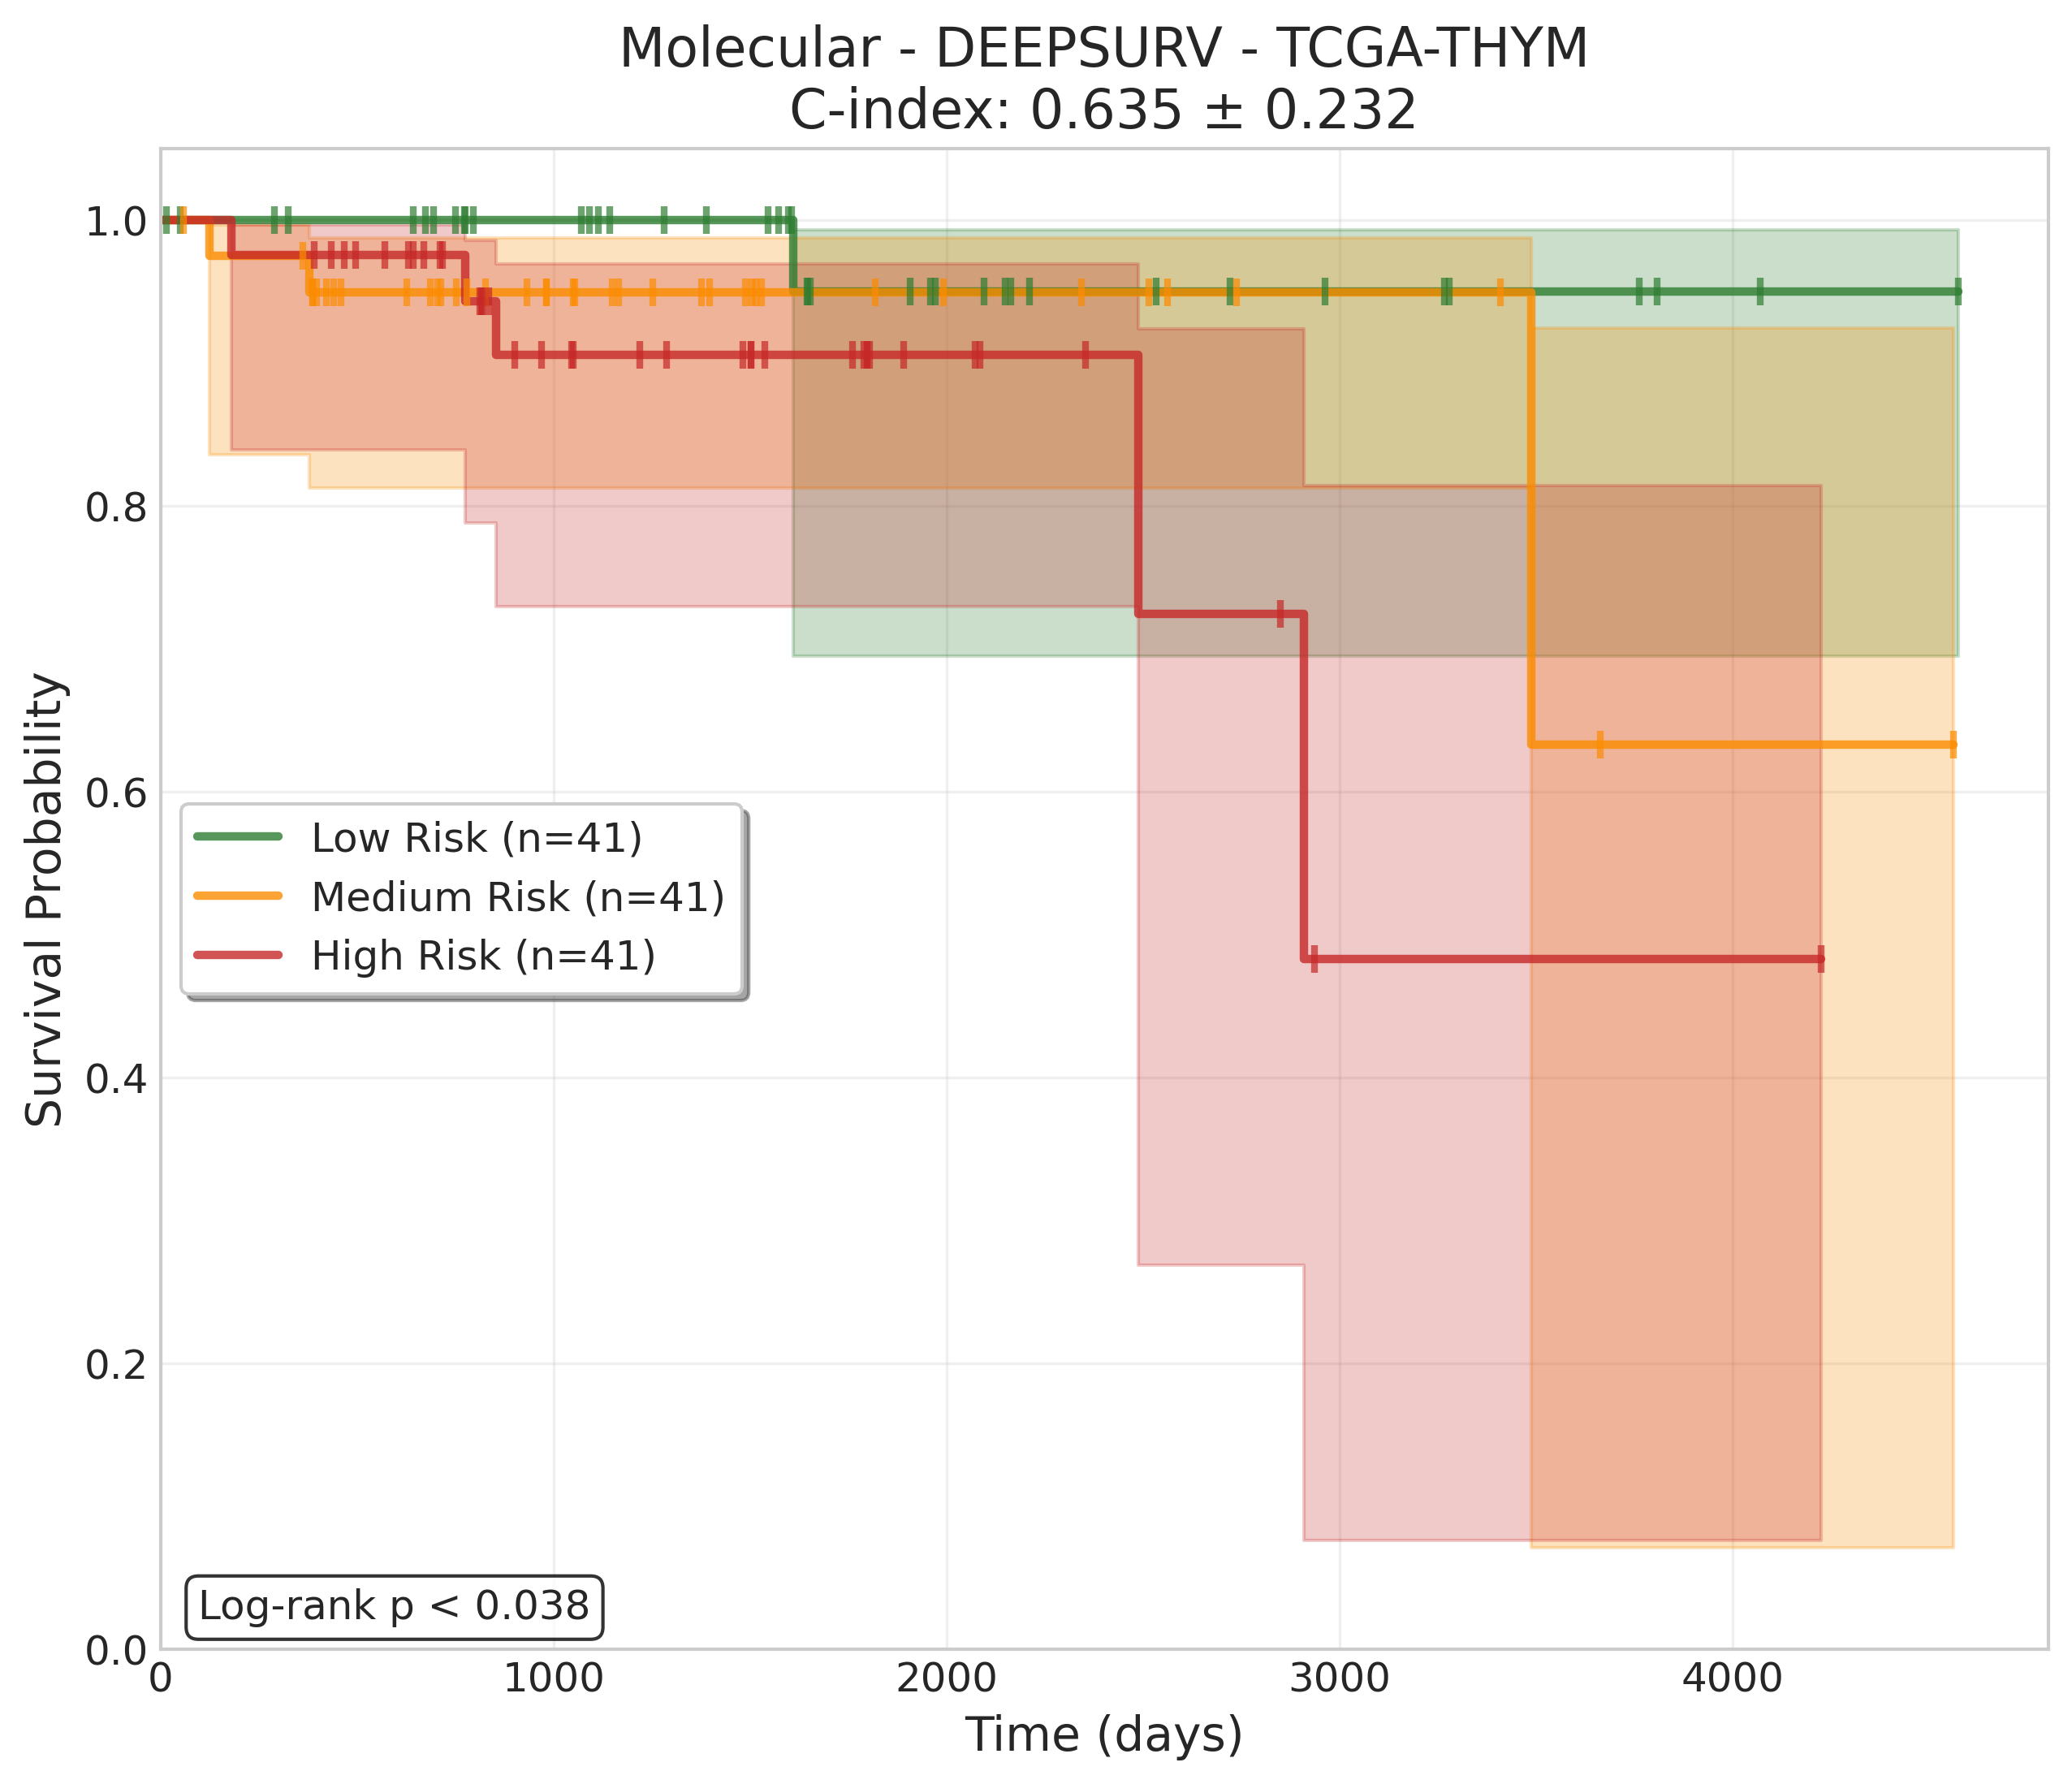 Molecular - DEEPSURV - TCGA-THYM
C-index: 0.635 ± 0.232
Survival Probability
1.0
0.8
0.6
0.4
0.2
0.0
Low Risk (n=41)
Medium Risk (n=41)
High Risk (n=41)
Log-rank p < 0.038
0 1000 2000 3000 4000
Time (days)